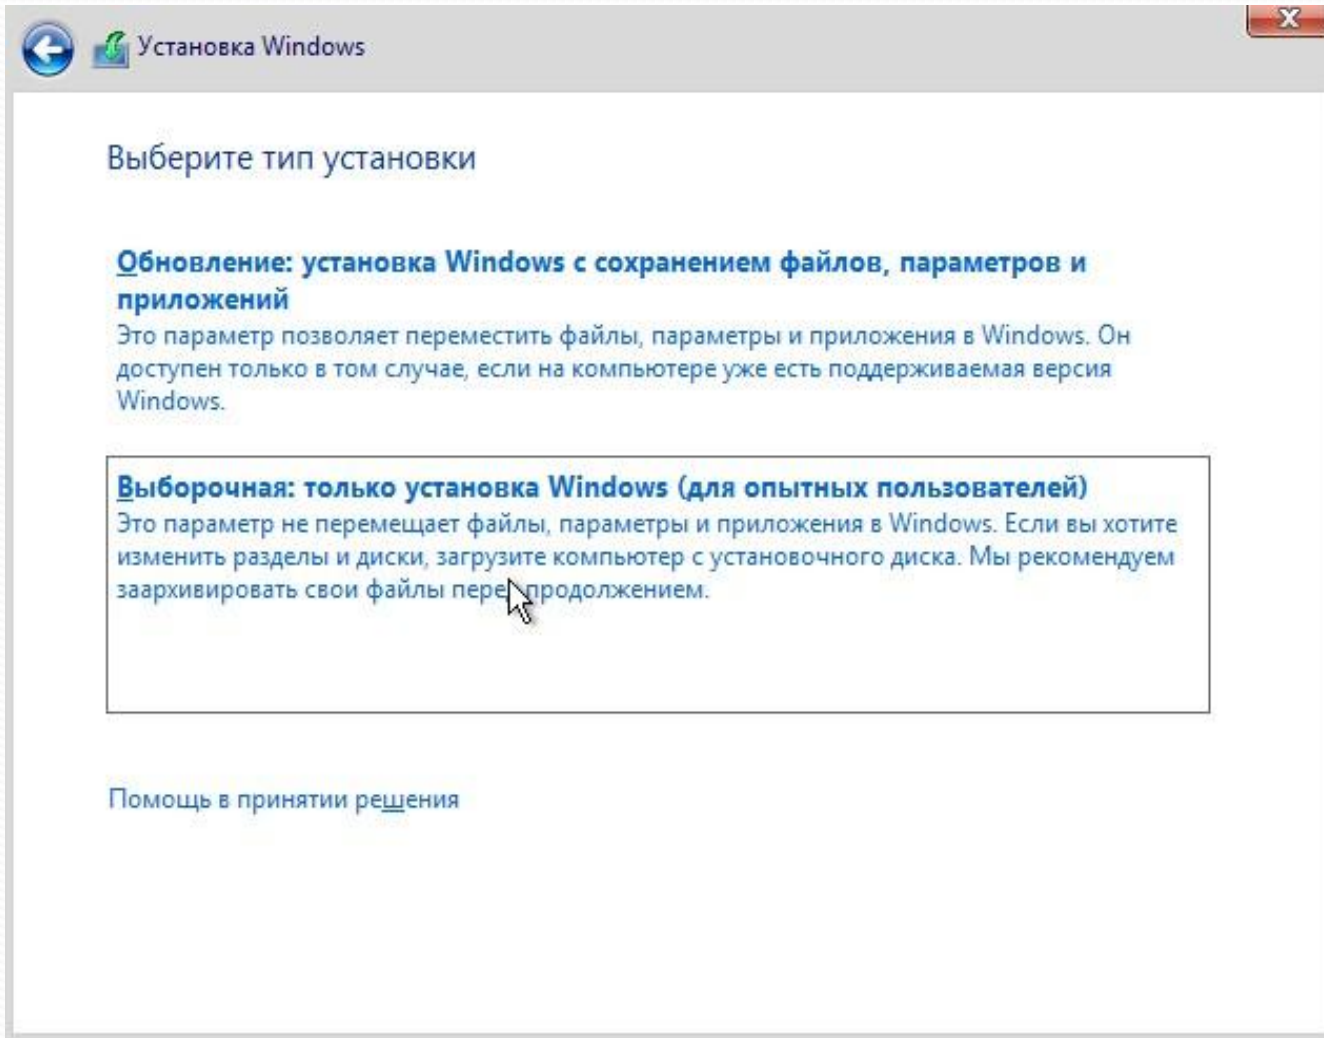 Установка Windows
x
Выберите тип установки
Обновление: установка Windows с сохранением файлов, параметров и
приложений
Это параметр позволяет переместить файлы, параметры и приложения в Windows. Он
доступен только в том случае, если на компьютере уже есть поддерживаемая версия
Windows.
Выборочная: только установка Windows (для опытных пользователей)
Это параметр не перемещает файлы, параметры и приложения в Windows. Если вы хотите
изменить разделы и диски, загрузите компьютер с установочного диска. Мы рекомендуем
заархивировать свои файлы перед продолжением.
Помощь в принятии решения